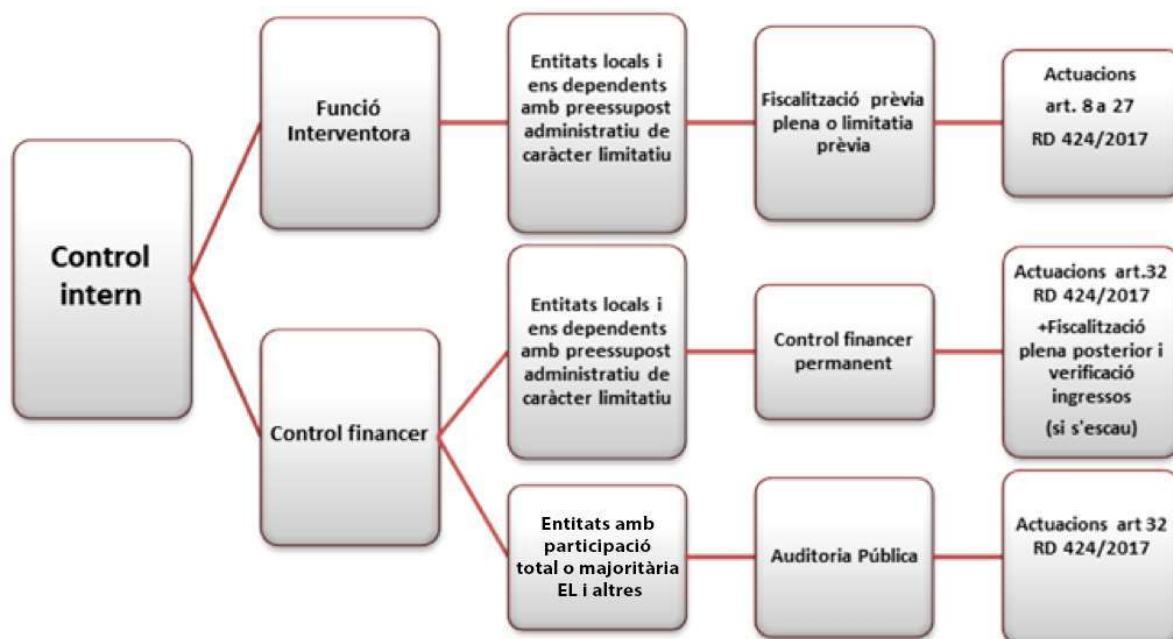 Control
intern
Funció
Interventora
Entitats locals i
ens dependents
amb preessupost
administratiu de
caràcter limitatiu
Fiscalització prèvia
plena o limitatia
prèvia
Actuacions
art. 8 a 27
RD 424/2017
Control financer
Entitats locals i
ens dependents
amb preessupost
administratiu de
caràcter limitatiu
Control financer
permanent
Actuacions art.32
RD 424/2017
+Fiscalització
plena posterior i
verificació
ingressos
(si s'escau)
Entitats amb
participació
total o majoritària
EL i altres
Auditoria Pública
Actuacions art 32
RD 424/2017